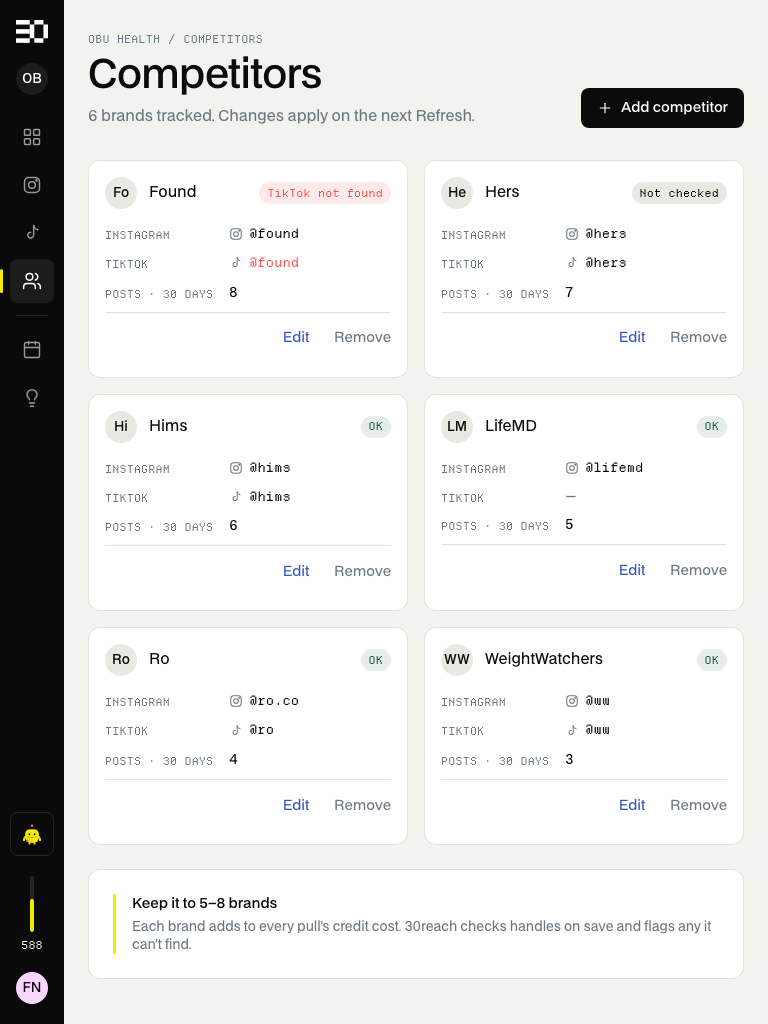 30
OB
588
FN
OBU HEALTH / COMPETITORS
Competitors
6 brands tracked. Changes apply on the next Refresh.
+ Add competitor
Fo Found TikTok not found
INSTAGRAM @found
TIKTOK @found
POSTS · 30 DAYS 8
Edit Remove
He Hers Not checked
INSTAGRAM @hers
TIKTOK @hers
POSTS · 30 DAYS 7
Edit Remove
Hi Hims OK
INSTAGRAM @hims
TIKTOK @hims
POSTS · 30 DAYS 6
Edit Remove
LM LifeMD OK
INSTAGRAM @lifemd
TIKTOK —
POSTS · 30 DAYS 5
Edit Remove
Ro Ro OK
INSTAGRAM @ro.co
TIKTOK @ro
POSTS · 30 DAYS 4
Edit Remove
WW WeightWatchers OK
INSTAGRAM @ww
TIKTOK @ww
POSTS · 30 DAYS 3
Edit Remove
Keep it to 5–8 brands
Each brand adds to every pull's credit cost. 30reach checks handles on save and flags any it
can't find.